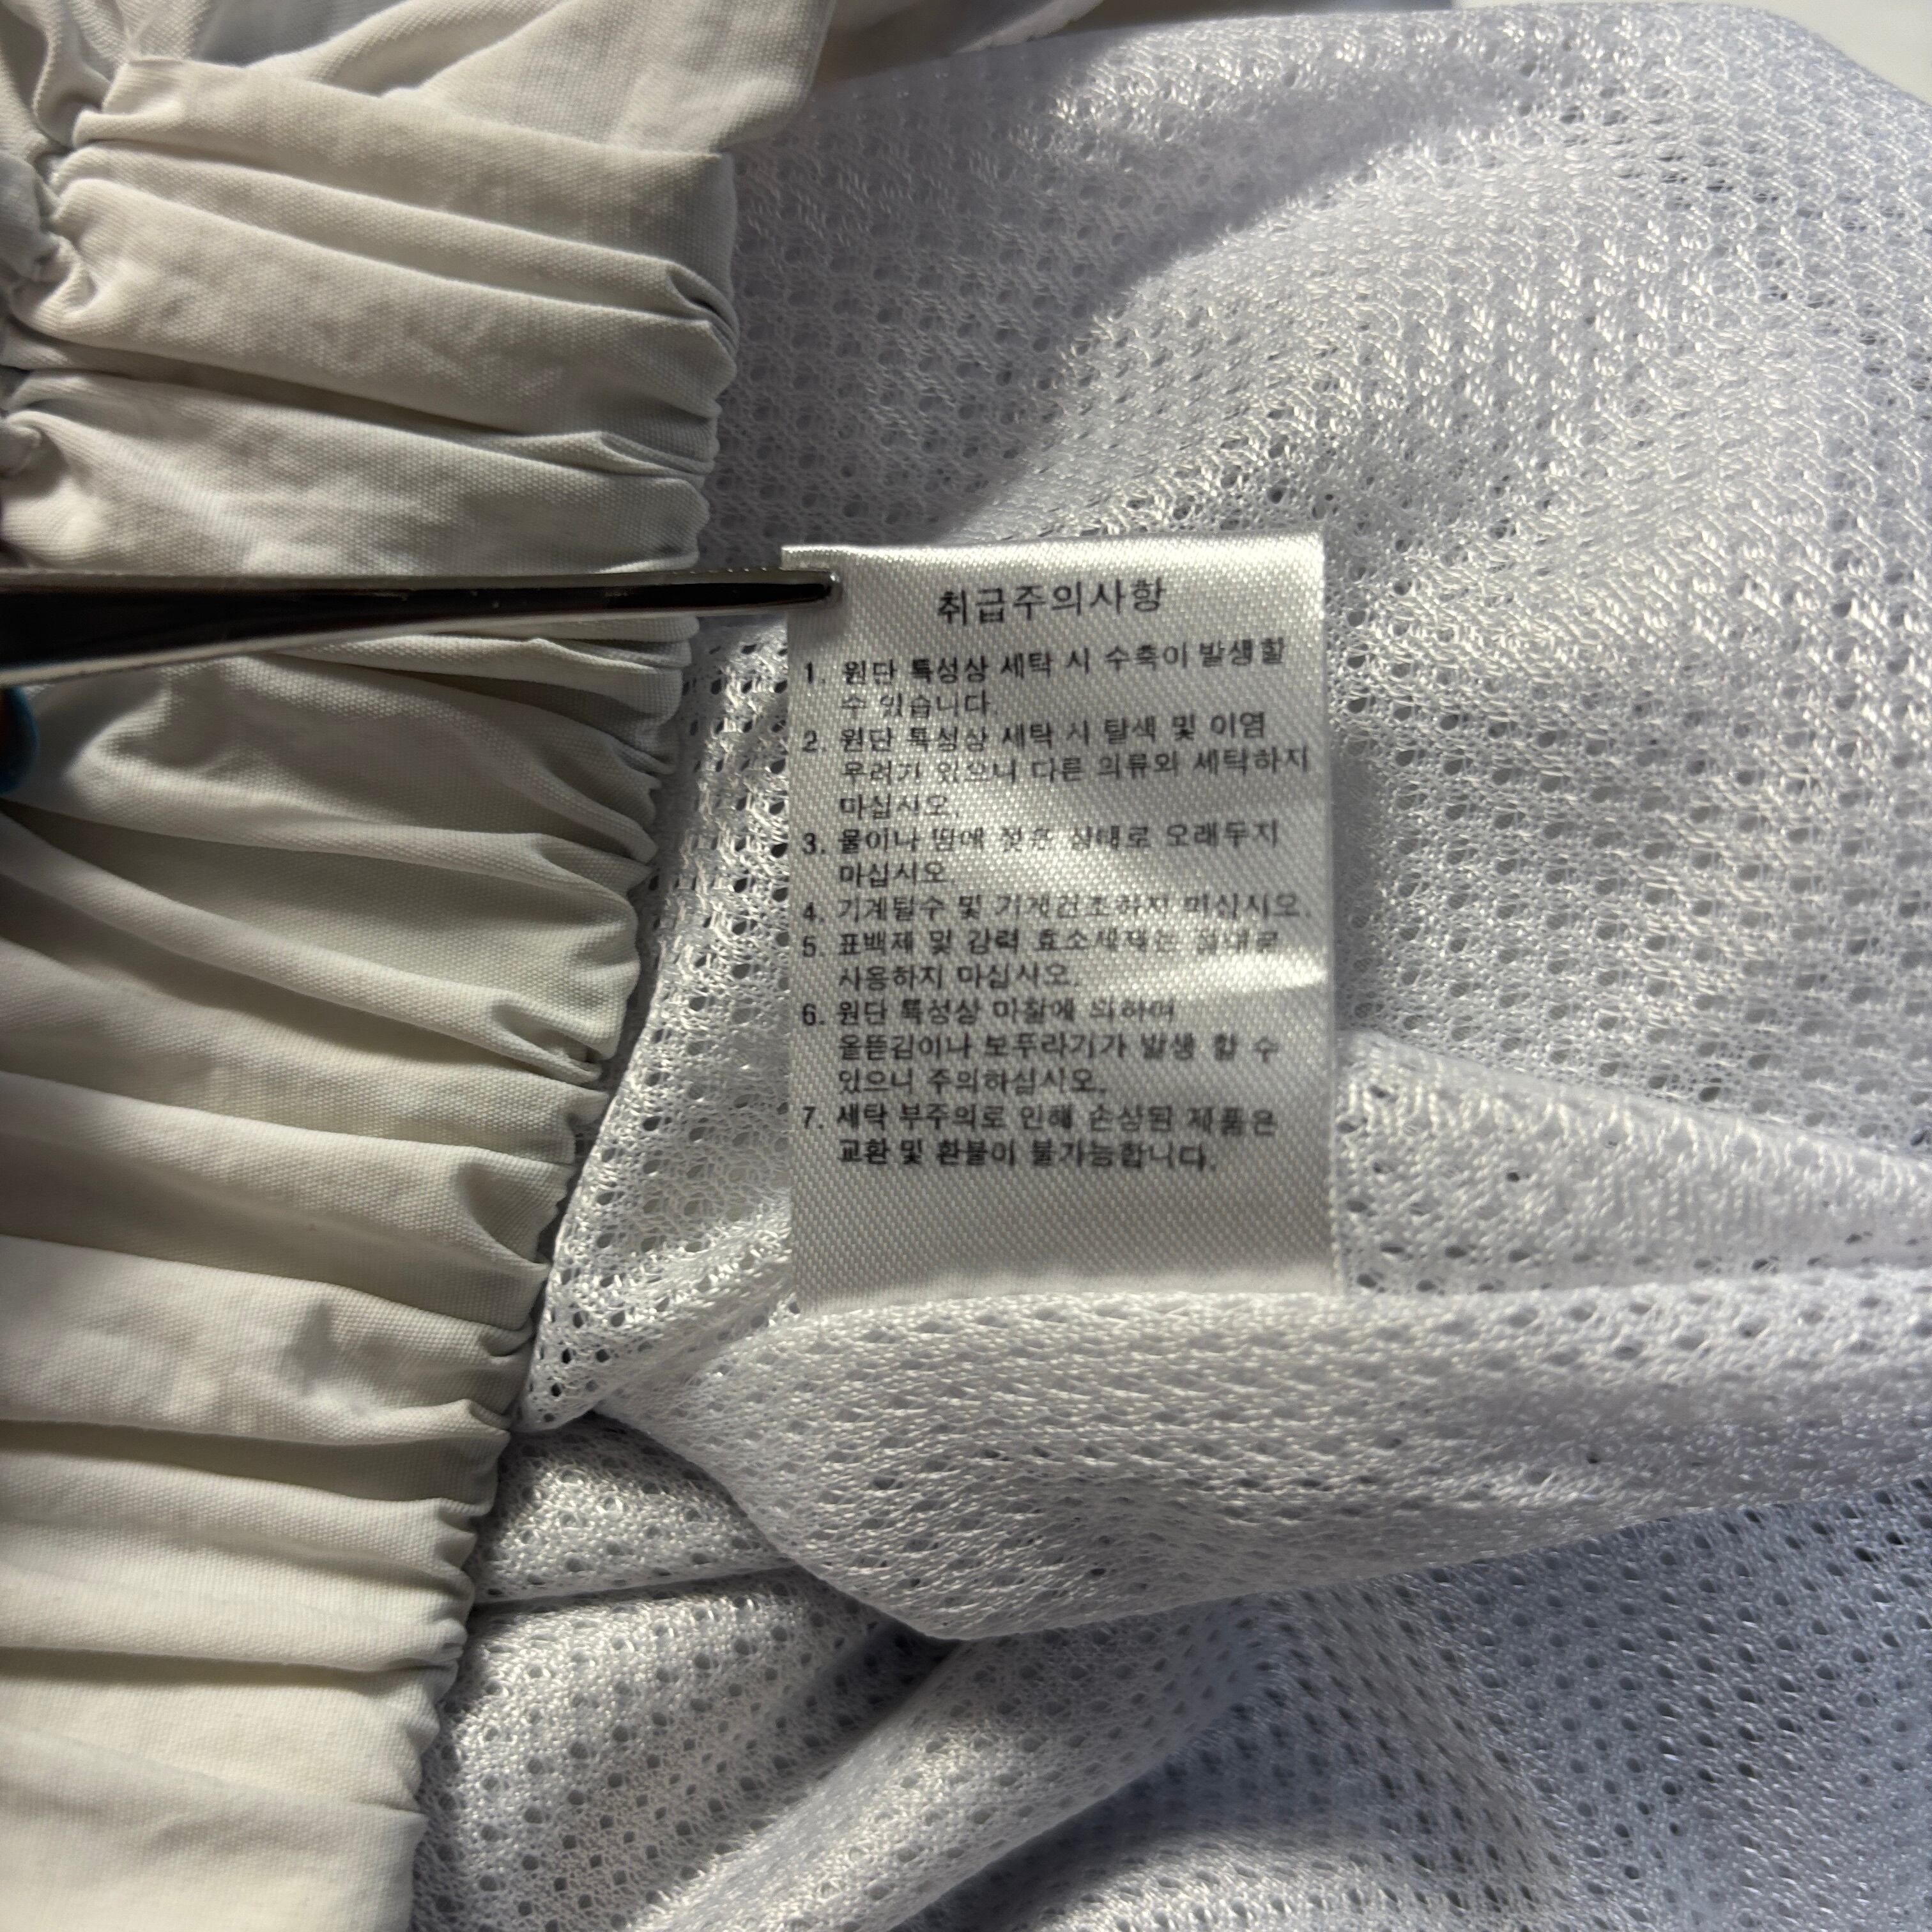 취급주의사항
1. 원단 특성상 세탁 시 수축이 발생할
수 있습니다.
2. 원단 특성상 세탁 시 탈색 및 이염
우려가 있으니 다른 의류와 세탁하지
마십시오.
3. 물이나 땀에 젖은 상태로 오래두지
마십시오.
4. 기계탈수 및 기계건조하지 마십시오.
5. 표백제 및 강력 효소세제는 절대로
사용하지 마십시오.
6. 원단 특성상 마찰에 의하여
올뜯김이나 보푸라기가 발생 할 수
있으니 주의하십시오.
7. 세탁 부주의로 인해 손상된 제품은
교환 및 환불이 불가능합니다.